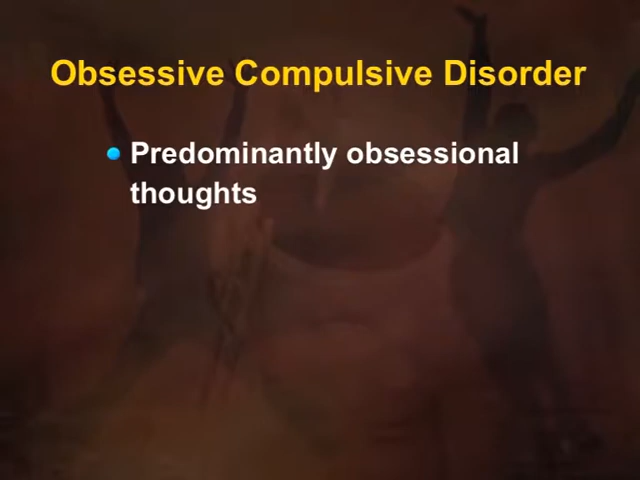 Obsessive Compulsive Disorder
Predominantly obsessional
thoughts